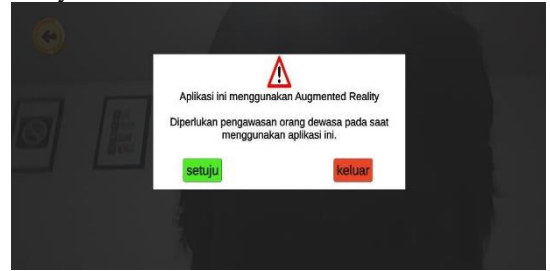 Aplikasi ini menggunakan Augmented Reality
Diperlukan pengawasan orang dewasa pada saat
menggunakan aplikasi ini.
setuju
keluar